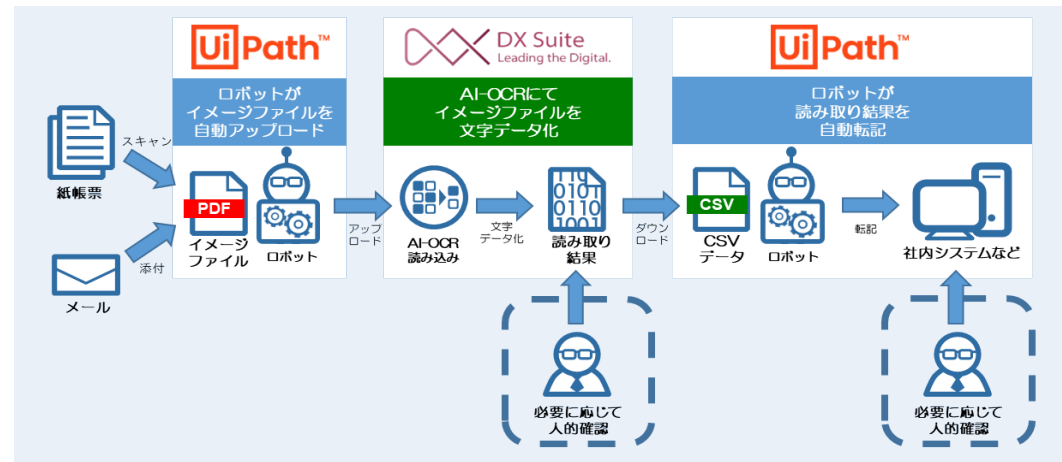 UiPath™
DX Suite
Leading the Digital.
UiPath™
ロボットが
イメージファイルを
自動アップロード
AI-OCRにて
イメージファイルを
文字データ化
ロボットが
読み取り結果を
自動転記
紙帳票
スキャン
メール
添付
PDF
イメージ
ファイル
ロボット
アップ
ロード
AI-OCR
読み込み
文字
データ化
0101
0110
1001
読み取り
結果
ダウン
ロード
CSV
CSV
データ
ロボット
転記
社内システムなど
必要に応じて
人的確認
必要に応じて
人的確認